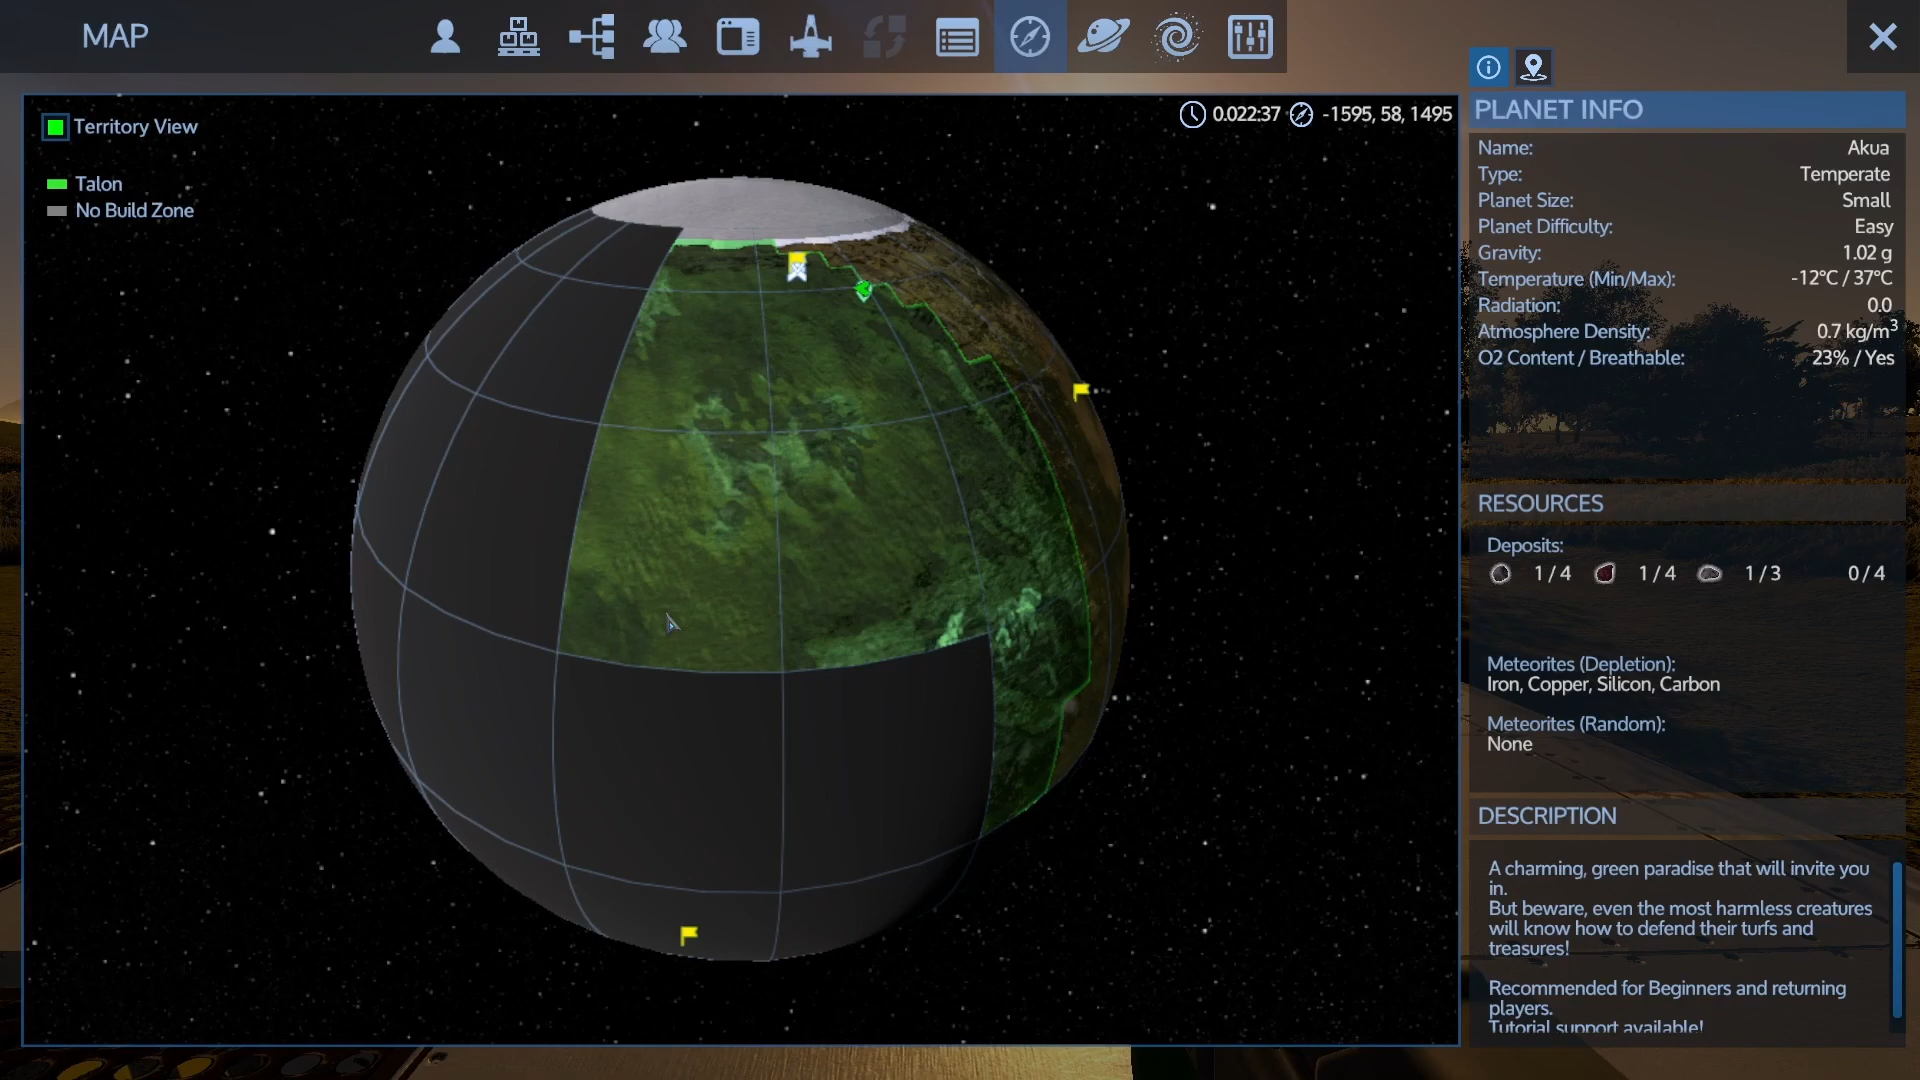 MAP
Territory View
0.022:37
-1595, 58, 1495
Talon
No Build Zone
PLANET INFO
Name: Akua
Type: Temperate
Planet Size: Small
Planet Difficulty: Easy
Gravity: 1.02 g
Temperature (Min/Max): -12°C / 37°C
Radiation: 0.0
Atmosphere Density: 0.7 kg/m³
O2 Content / Breathable: 23% / Yes
RESOURCES
Deposits:
1 / 4 1 / 4 1 / 3 0 / 4
Meteorites (Depletion):
Iron, Copper, Silicon, Carbon
Meteorites (Random):
None
DESCRIPTION
A charming, green paradise that will invite you
in.
But beware, even the most harmless creatures
will know how to defend their turfs and
treasures!
Recommended for Beginners and returning
players.
Tutorial support available!